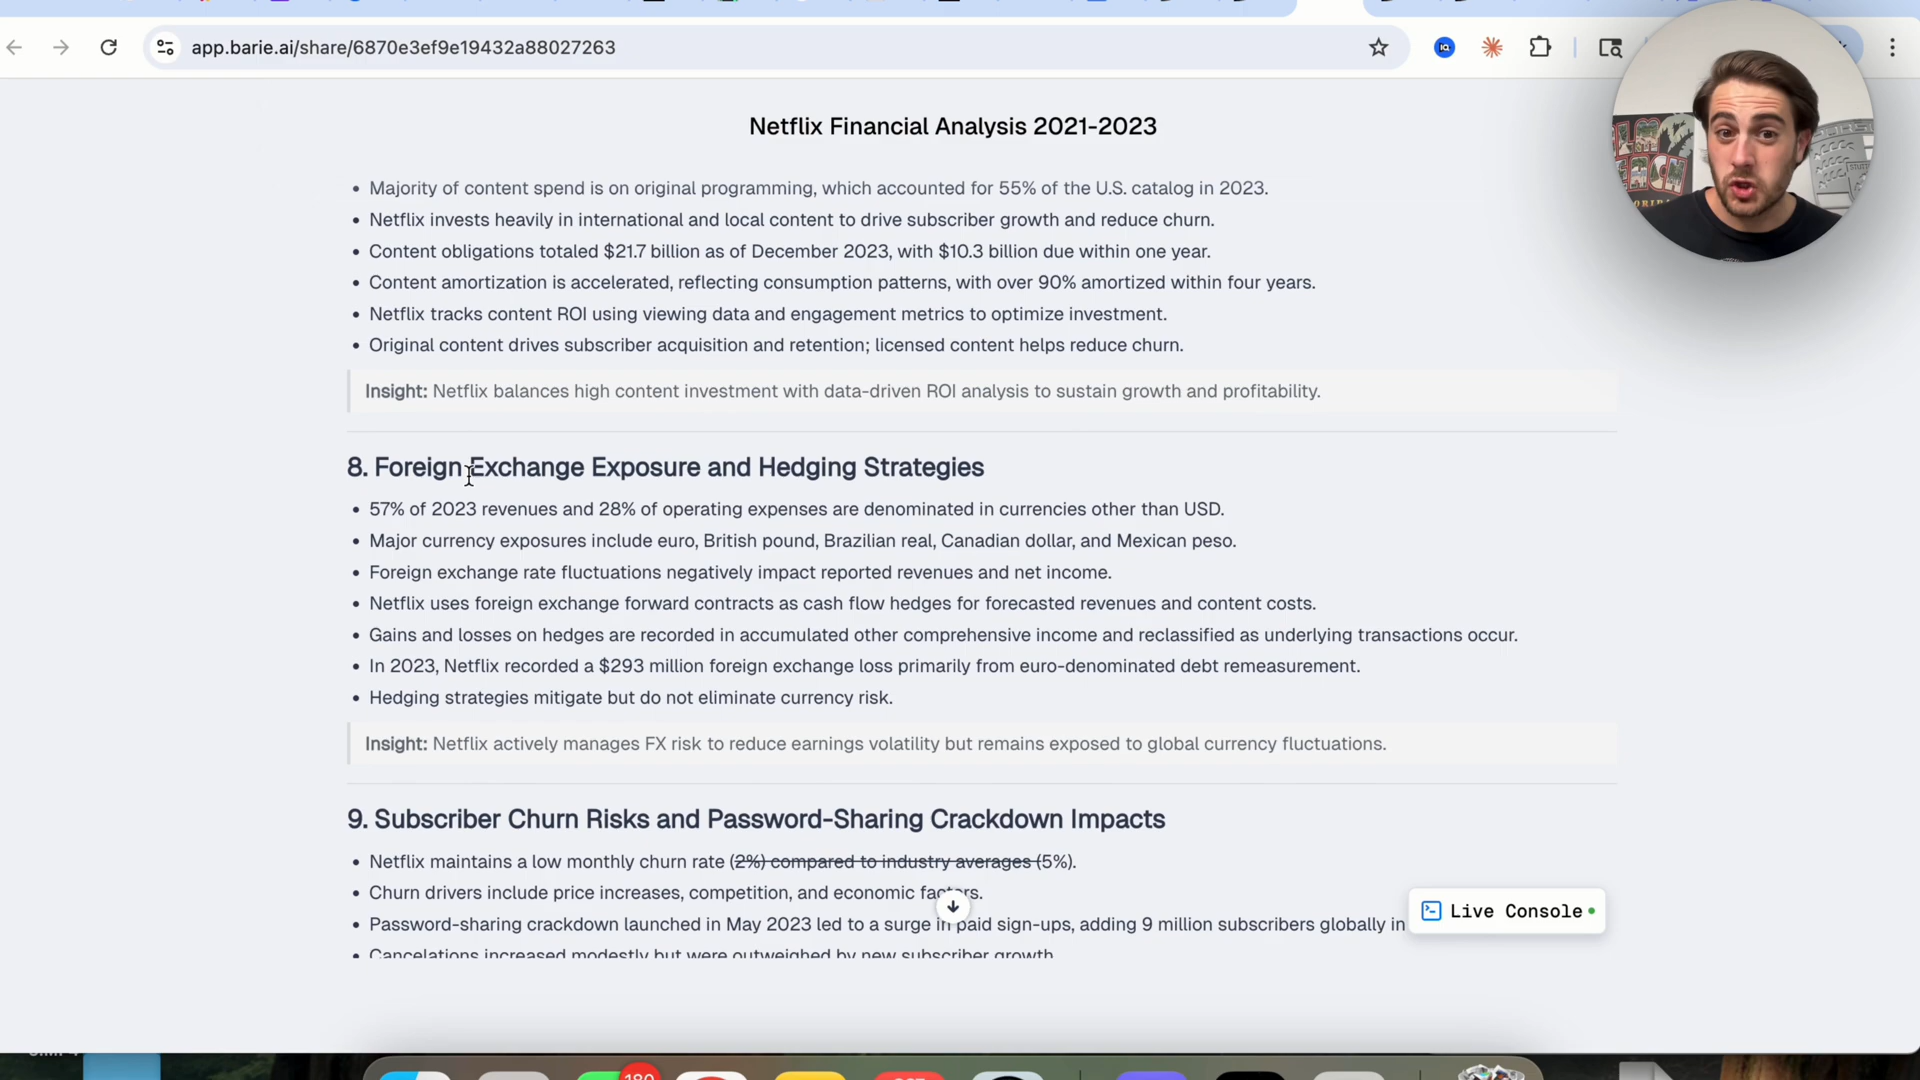 app.barie.ai/share/6870e3ef9e19432a88027263
Netflix Financial Analysis 2021-2023
• Majority of content spend is on original programming, which accounted for 55% of the U.S. catalog in 2023.
• Netflix invests heavily in international and local content to drive subscriber growth and reduce churn.
• Content obligations totaled $21.7 billion as of December 2023, with $10.3 billion due within one year.
• Content amortization is accelerated, reflecting consumption patterns, with over 90% amortized within four years.
• Netflix tracks content ROI using viewing data and engagement metrics to optimize investment.
• Original content drives subscriber acquisition and retention; licensed content helps reduce churn.
Insight: Netflix balances high content investment with data-driven ROI analysis to sustain growth and profitability.
8. Foreign Exchange Exposure and Hedging Strategies
• 57% of 2023 revenues and 28% of operating expenses are denominated in currencies other than USD.
• Major currency exposures include euro, British pound, Brazilian real, Canadian dollar, and Mexican peso.
• Foreign exchange rate fluctuations negatively impact reported revenues and net income.
• Netflix uses foreign exchange forward contracts as cash flow hedges for forecasted revenues and content costs.
• Gains and losses on hedges are recorded in accumulated other comprehensive income and reclassified as underlying transactions occur.
• In 2023, Netflix recorded a $293 million foreign exchange loss primarily from euro-denominated debt remeasurement.
• Hedging strategies mitigate but do not eliminate currency risk.
Insight: Netflix actively manages FX risk to reduce earnings volatility but remains exposed to global currency fluctuations.
9. Subscriber Churn Risks and Password-Sharing Crackdown Impacts
• Netflix maintains a low monthly churn rate (2%) compared to industry averages (5%).
• Churn drivers include price increases, competition, and economic factors.
• Password-sharing crackdown launched in May 2023 led to a surge in paid sign-ups, adding 9 million subscribers globally in
Live Console
• Cancelations increased modestly but were outweighed by new subscriber growth.
180